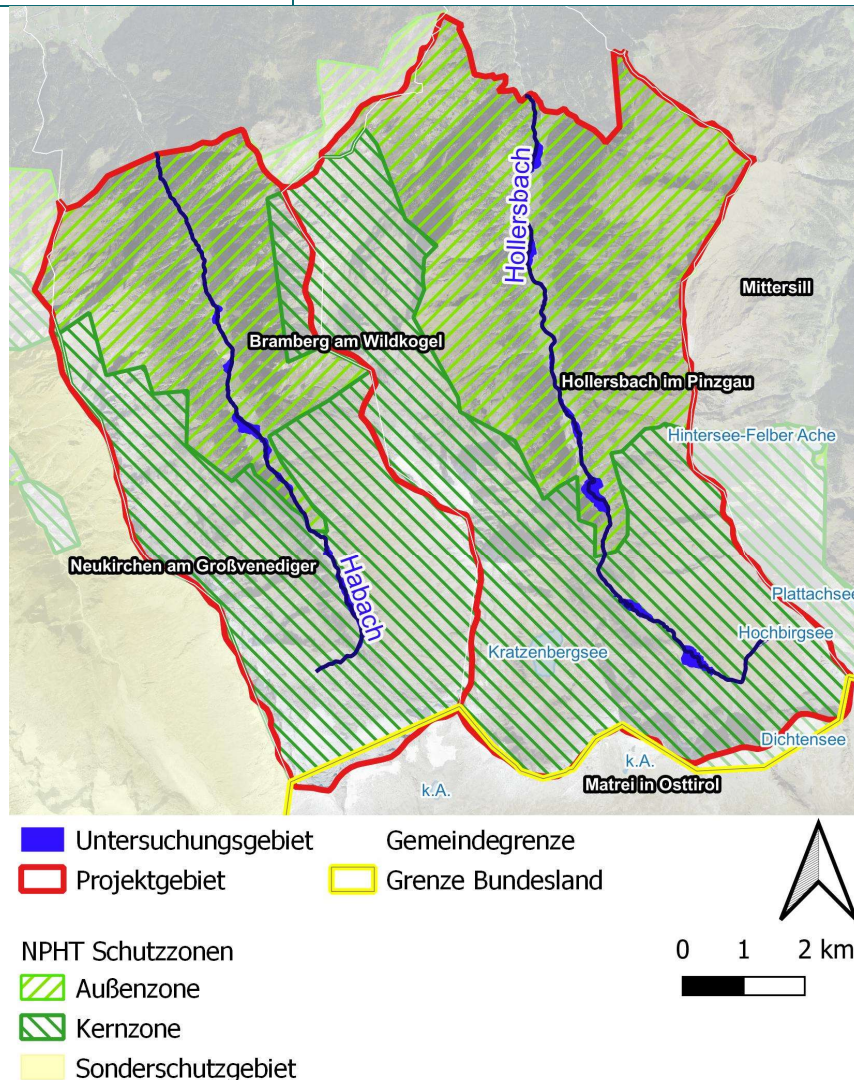 Hollersbach
Mittersill
Bramberg am Wildkogel
Hollersbach im Pinzgau
Hintersee-Felber Ache
Neukirchen am Großvenediger
Habach
Plattachsee
Hochbirgsee
Kratzenbergsee
Dichtensee
k.A.
k.A.
Matrei in Osttirol
Untersuchungsgebiet
Gemeindegrenze
Projektgebiet
Grenze Bundesland
NPHT Schutzzonen
0 1 2 km
Außenzone
Kernzone
Sonderschutzgebiet